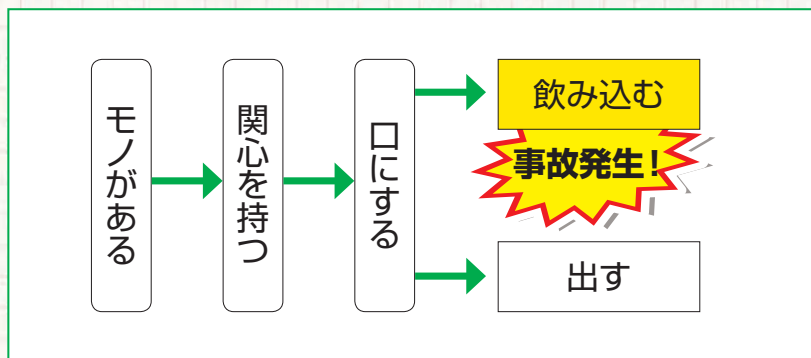 モノがある
関心を持つ
口にする
飲み込む
事故発生!
出す